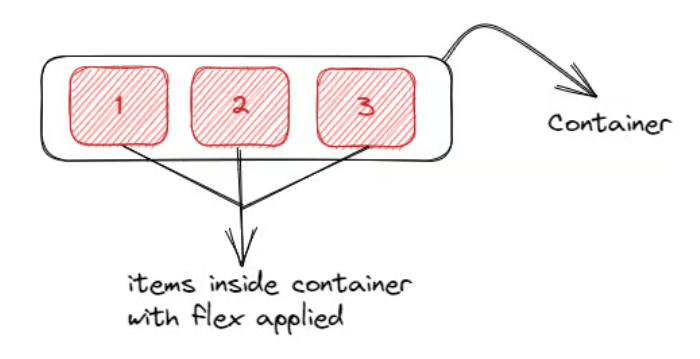 1 2 3
Container
items inside container
with flex applied